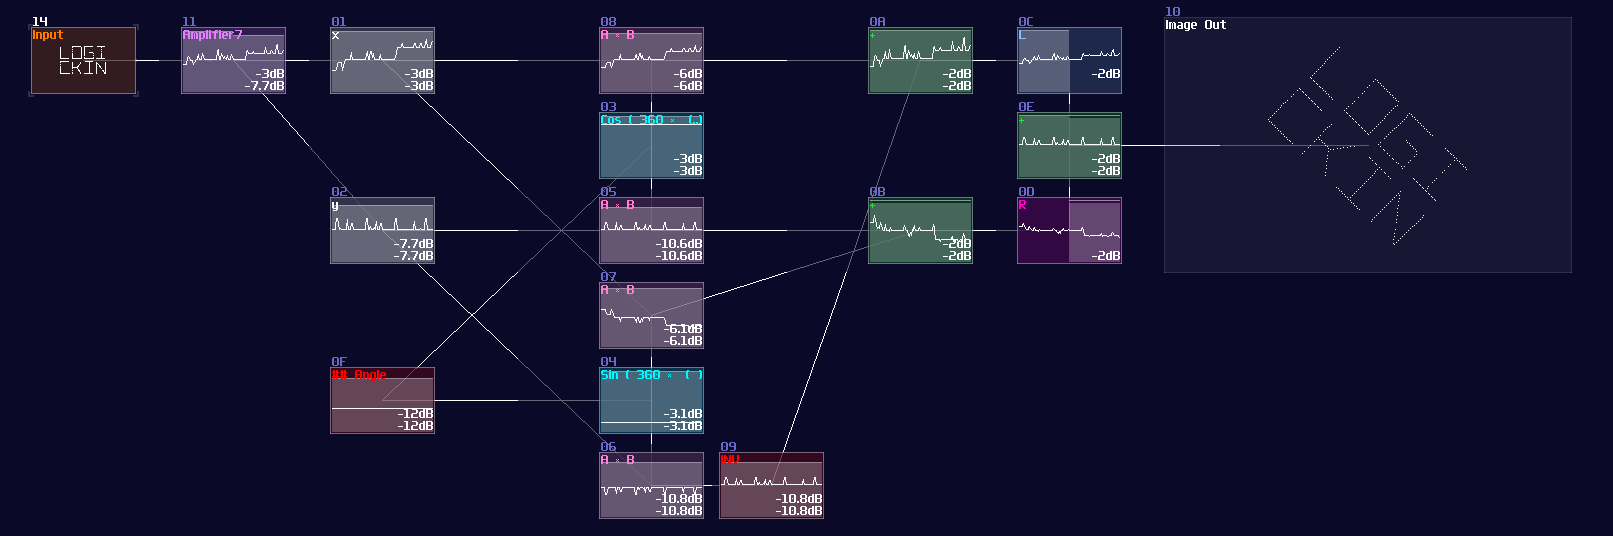 14
Input
LOGI
CKIN
11
Amplifier7
-3dB
-7.7dB
01
x
-3dB
-3dB
08
A × B
-6dB
-6dB
0A
+
-2dB
-2dB
0C
L
-2dB
10
Image Out
LOGI
CKIN
03
Cos ( 360 × (..)
-3dB
-3dB
0E
+
-2dB
-2dB
02
y
-7.7dB
-7.7dB
05
A × B
-10.6dB
-10.6dB
0B
+
-2dB
-2dB
0D
R
-2dB
07
A × B
-6.1dB
-6.1dB
0F
## Angle
-12dB
-12dB
04
Sin ( 360 × ( )
-3.1dB
-3.1dB
06
A × B
-10.8dB
-10.8dB
09
INV
-10.8dB
-10.8dB